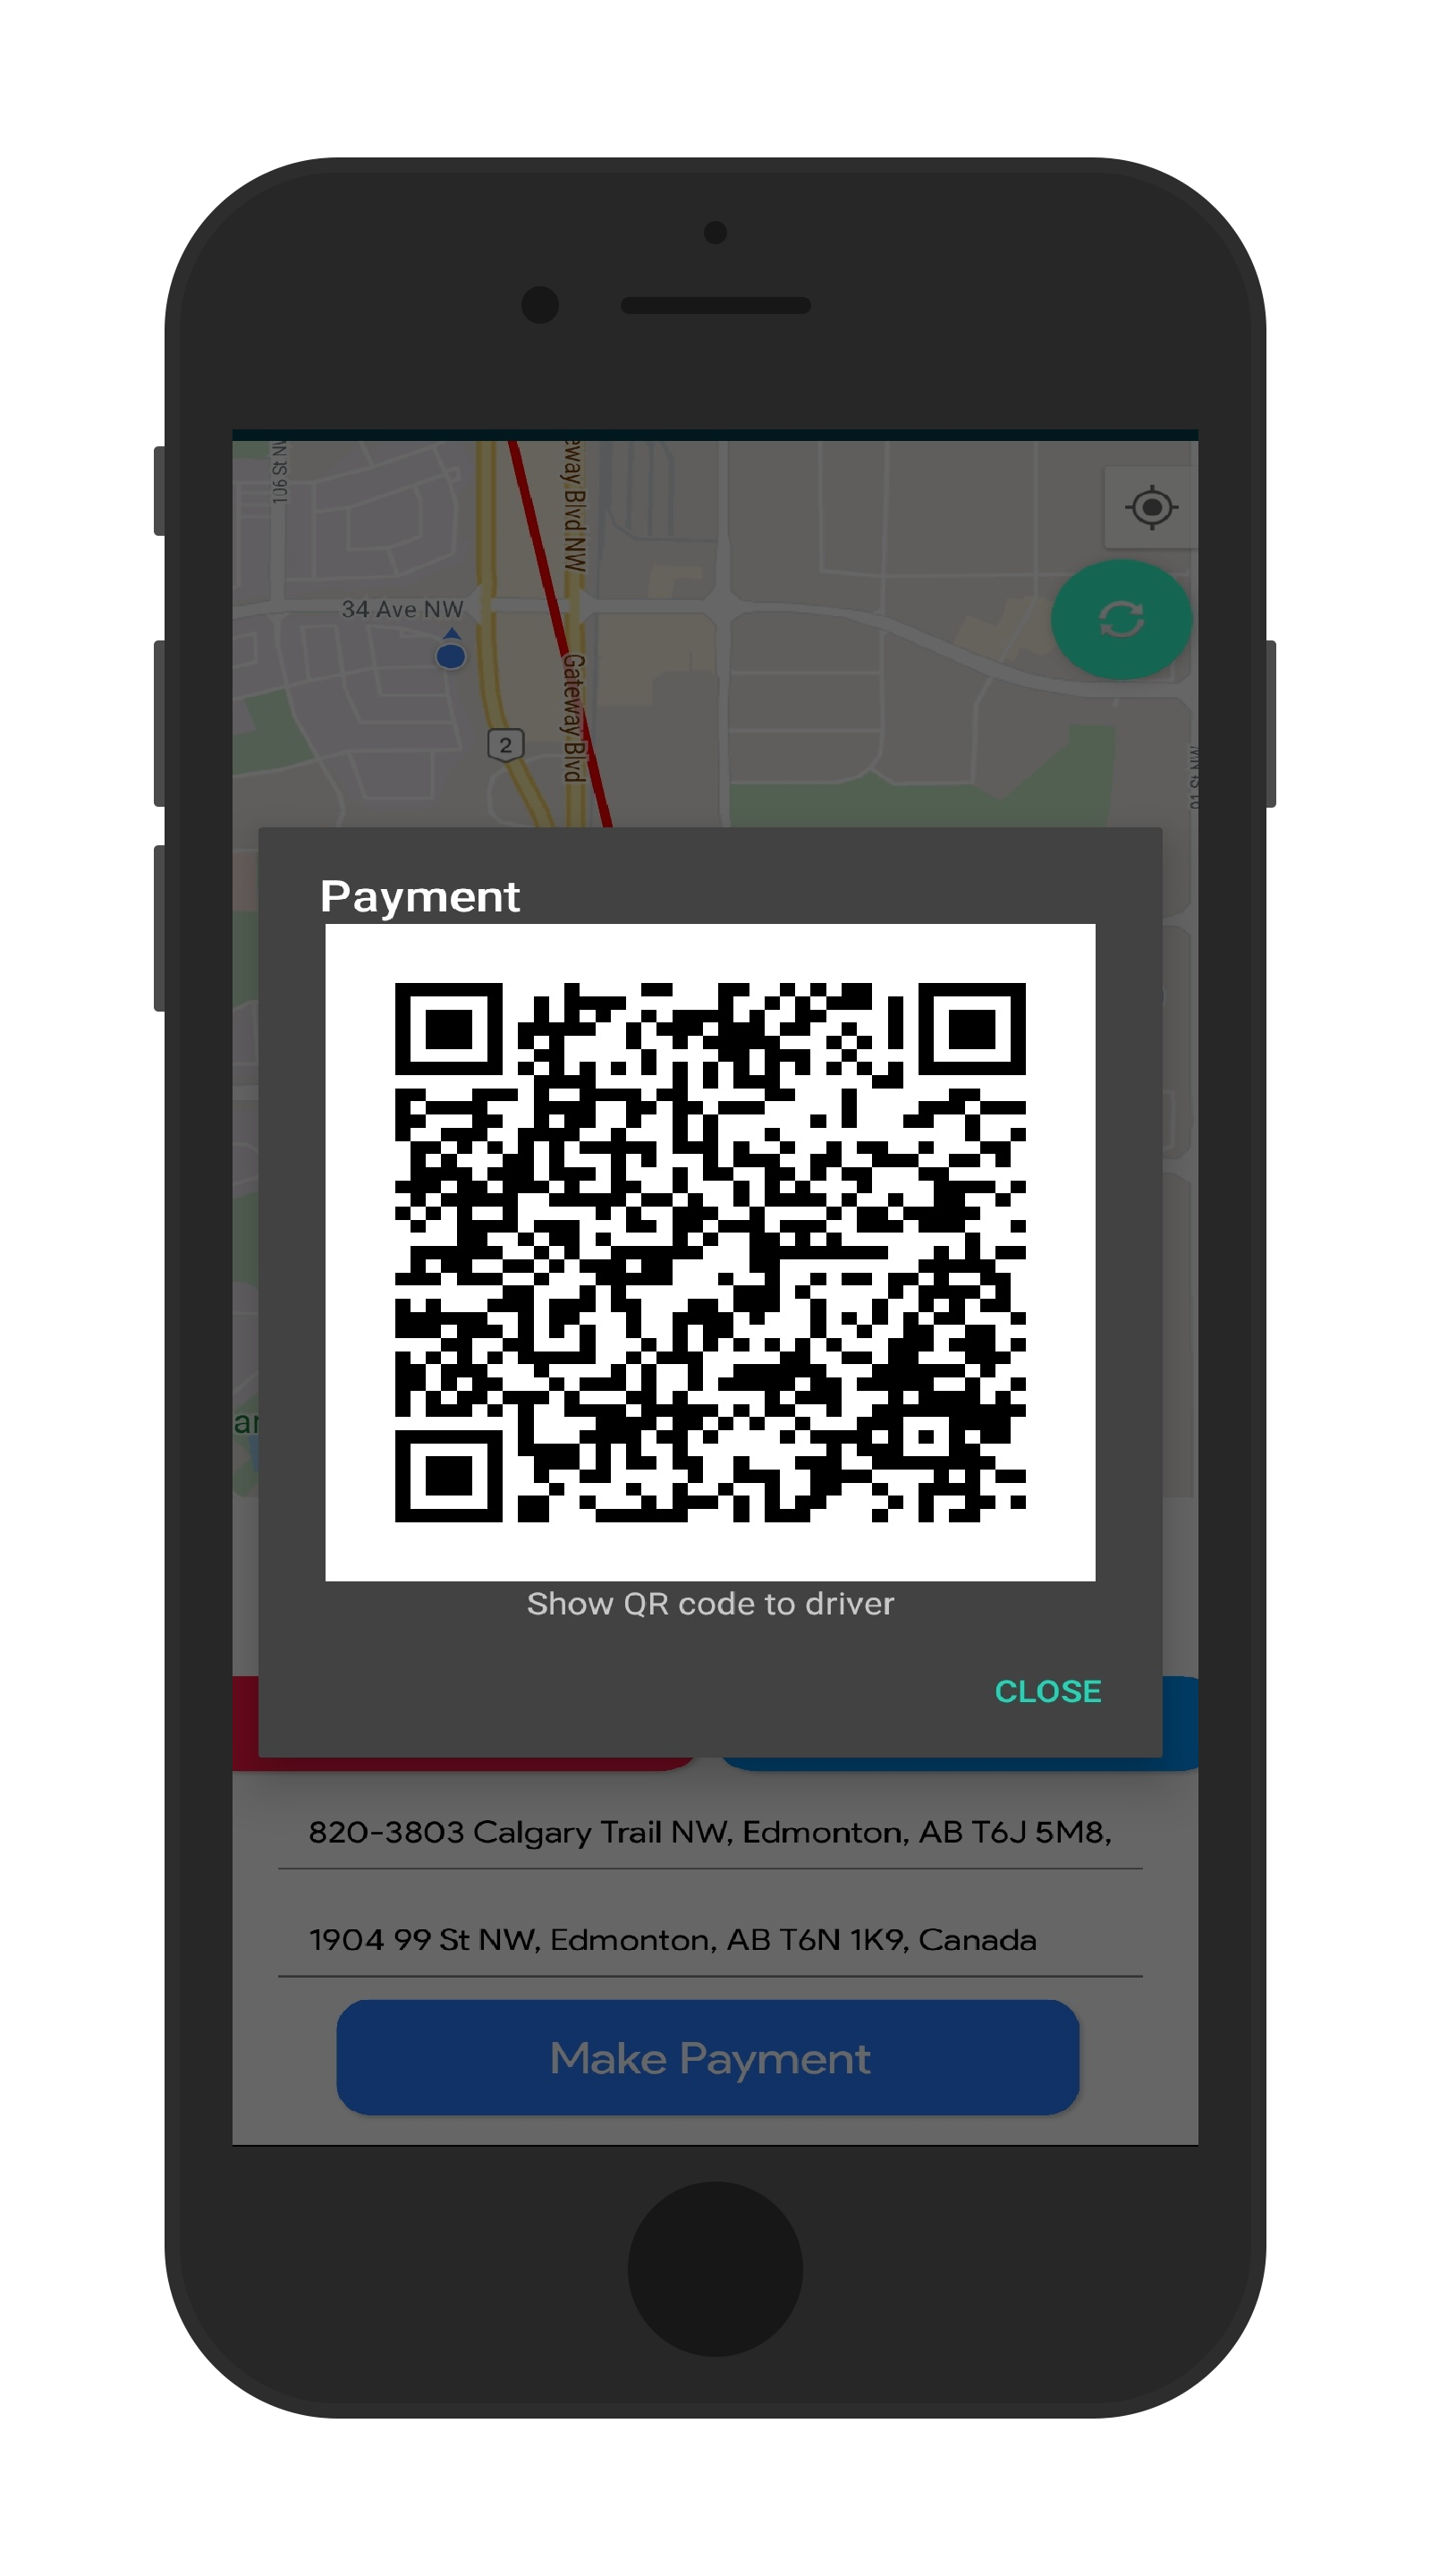 106 St NW
way Blvd NW
34 Ave NW
Gateway Blvd
2
91 St NW
Payment
Show QR code to driver
CLOSE
820-3803 Calgary Trail NW, Edmonton, AB T6J 5M8,
1904 99 St NW, Edmonton, AB T6N 1K9, Canada
Make Payment